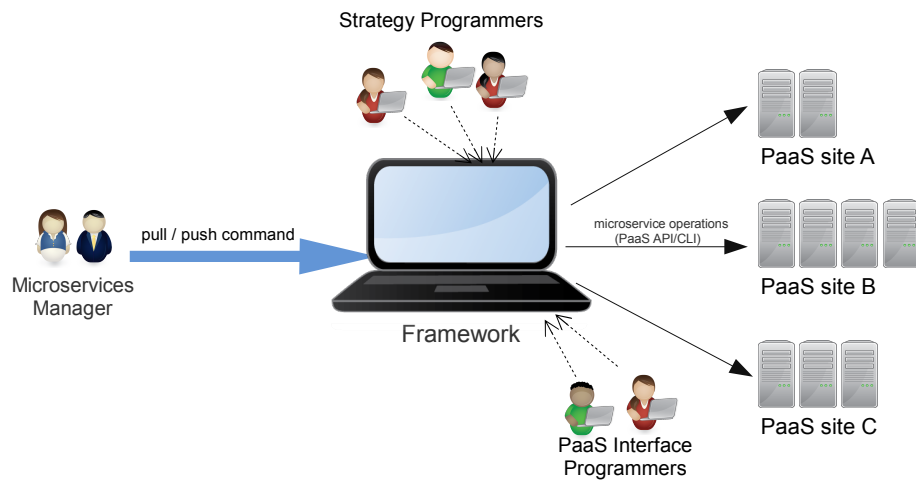 Strategy Programmers
PaaS site A
pull / push command
microservice operations
(PaaS API/CLI)
Microservices
Manager
PaaS site B
Framework
PaaS site C
PaaS Interface
Programmers